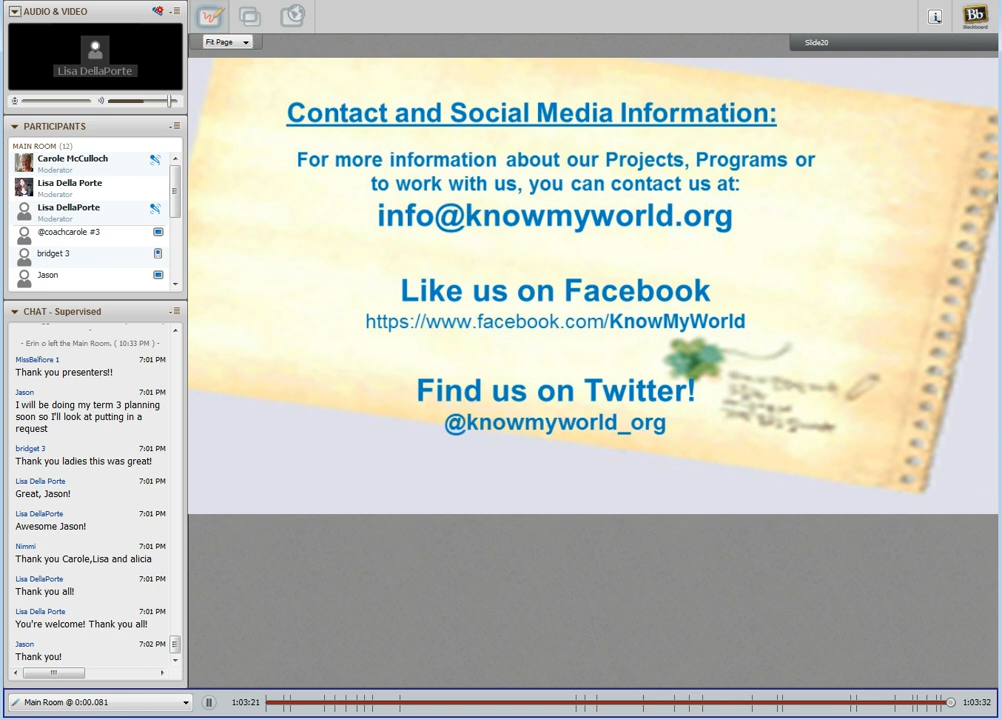 AUDIO & VIDEO
Lisa DellaPorte
PARTICIPANTS
MAIN ROOM (12)
Carole McCulloch
Moderator
Lisa Della Porte
Moderator
Lisa DellaPorte
Moderator
@coachcarole #3
bridget 3
Jason
CHAT - Supervised
- Erin o left the Main Room. ( 10:33 PM ) -
MissBelfiore 1 7:01 PM
Thank you presenters!!
Jason 7:01 PM
I will be doing my term 3 planning
soon so I'll look at putting in a
request
bridget 3 7:01 PM
Thank you ladies this was great!
Lisa Della Porte 7:01 PM
Great, Jason!
Lisa DellaPorte 7:01 PM
Awesome Jason!
Nimmi 7:01 PM
Thank you Carole,Lisa and alicia
Lisa DellaPorte 7:01 PM
Thank you all!
Lisa Della Porte 7:01 PM
You're welcome! Thank you all!
Jason 7:02 PM
Thank you!
Fit Page
Slide20
Bb
Blackboard
Contact and Social Media Information:
For more information about our Projects, Programs or
to work with us, you can contact us at:
info@knowmyworld.org
Like us on Facebook
https://www.facebook.com/KnowMyWorld
Find us on Twitter!
@knowmyworld_org
Main Room @ 0:00.081
1:03:21
1:03:32